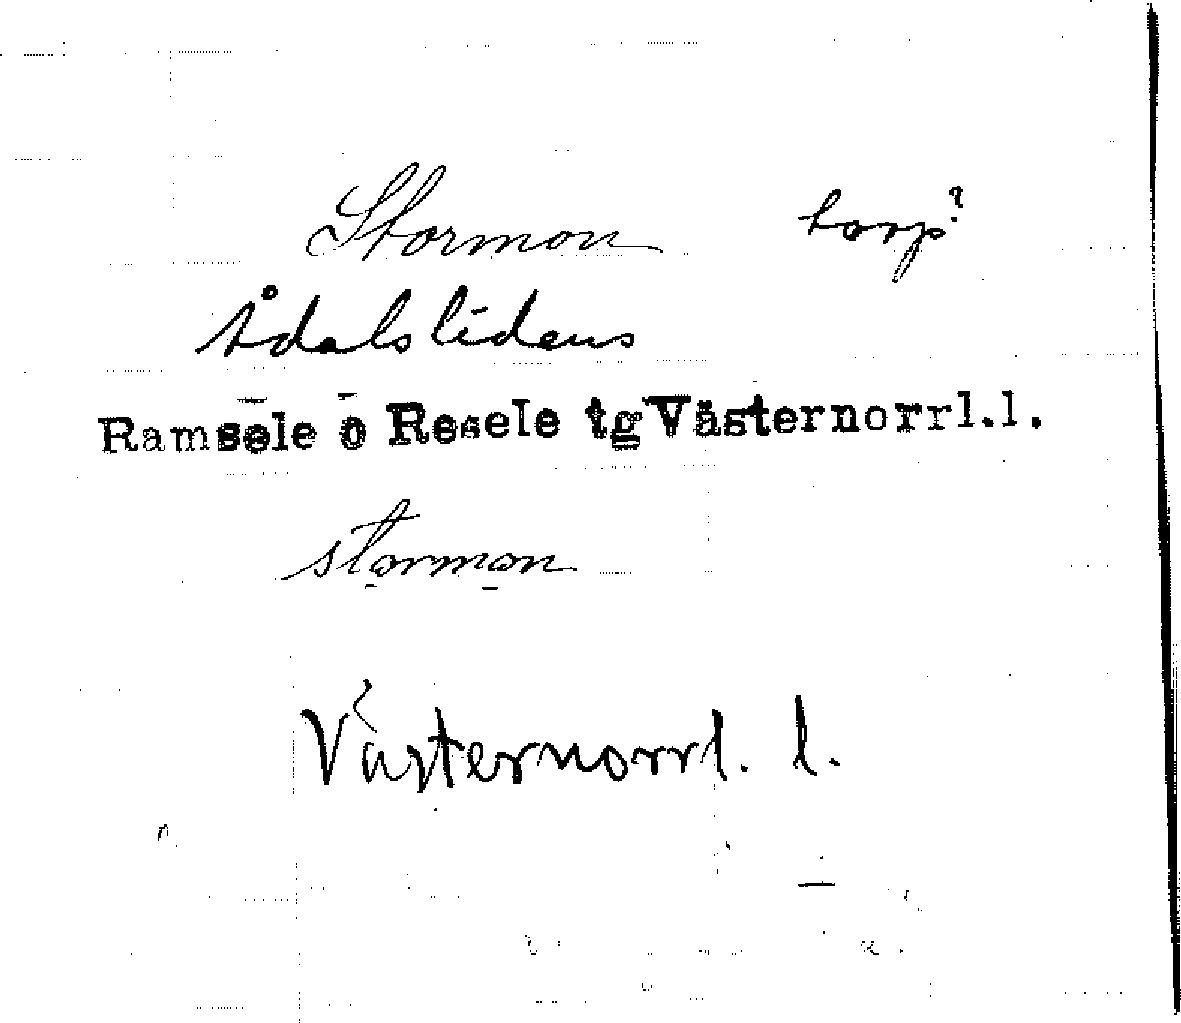 Stormon torp?
Ådalslidens
Ramsele o Resele tg Västernorrl.l.
stormon
Västernorrl. l.